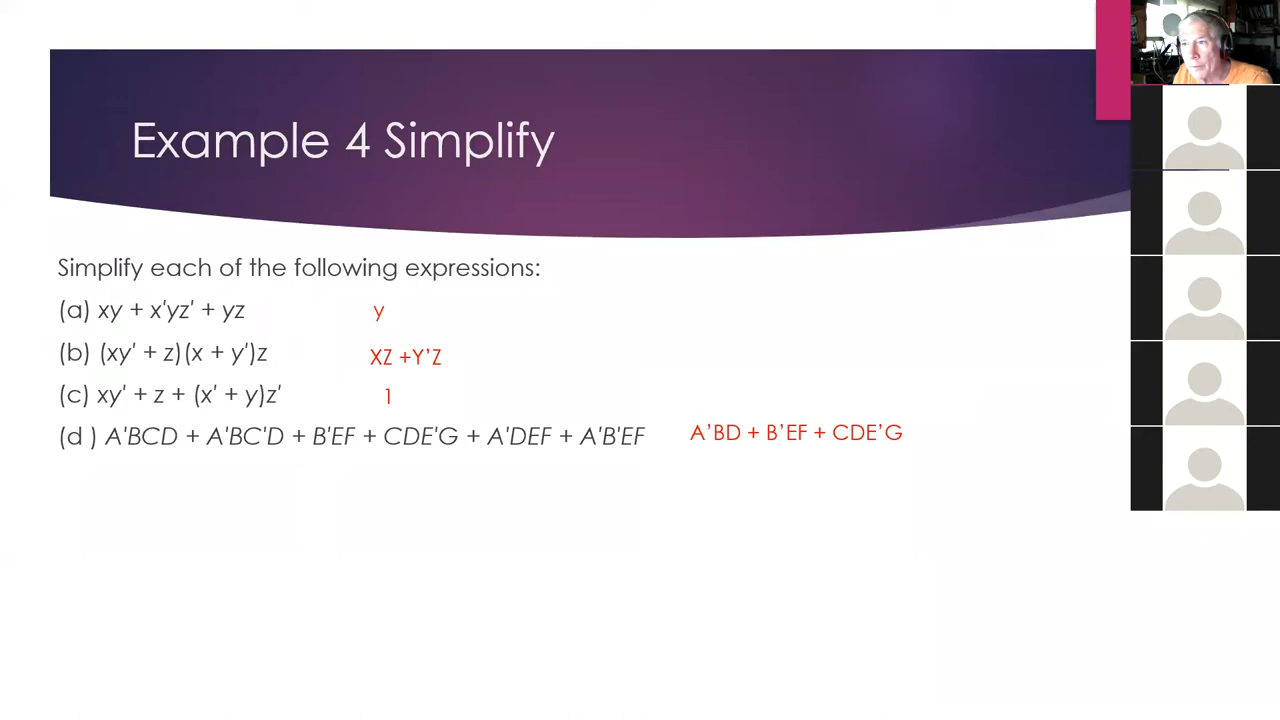 Example 4 Simplify
Simplify each of the following expressions:
(a) xy + x'yz' + yz y
(b) (xy' + z)(x + y')z XZ +Y’Z
(c) xy' + z + (x' + y)z' 1
(d ) A'BCD + A'BC'D + B'EF + CDE'G + A'DEF + A'B'EF A’BD + B’EF + CDE’G